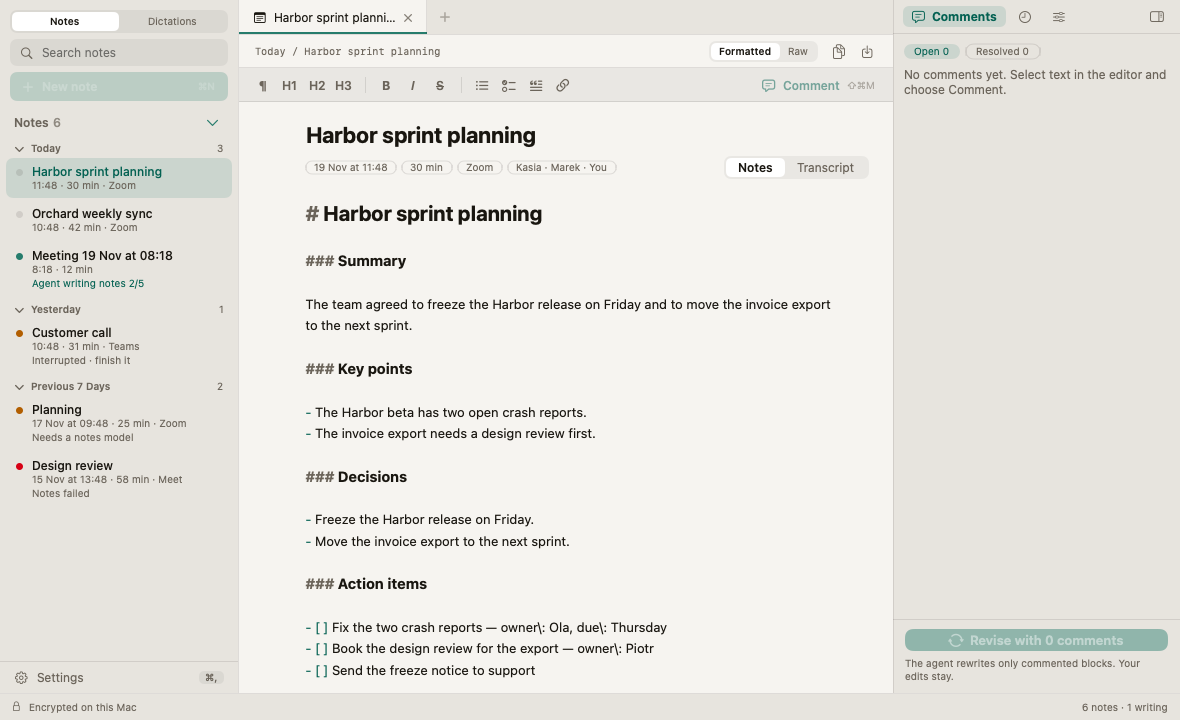 Notes
Dictations
Search notes
New note ⌘N
Notes 6
Today 3
Harbor sprint planning
11:48 · 30 min · Zoom
Orchard weekly sync
10:48 · 42 min · Zoom
Meeting 19 Nov at 08:18
8:18 · 12 min
Agent writing notes 2/5
Yesterday 1
Customer call
10:48 · 31 min · Teams
Interrupted · finish it
Previous 7 Days 2
Planning
17 Nov at 09:48 · 25 min · Zoom
Needs a notes model
Design review
15 Nov at 13:48 · 58 min · Meet
Notes failed
Settings ⌘,
Encrypted on this Mac
Harbor sprint planni...
Today / Harbor sprint planning
Formatted Raw
¶ H1 H2 H3 B I S
Comment ⇧⌘M
Harbor sprint planning
19 Nov at 11:48 30 min Zoom Kasia · Marek · You
Notes Transcript
# Harbor sprint planning
### Summary
The team agreed to freeze the Harbor release on Friday and to move the invoice export
to the next sprint.
### Key points
- The Harbor beta has two open crash reports.
- The invoice export needs a design review first.
### Decisions
- Freeze the Harbor release on Friday.
- Move the invoice export to the next sprint.
### Action items
- [ ] Fix the two crash reports — owner\: Ola, due\: Thursday
- [ ] Book the design review for the export — owner\: Piotr
- [ ] Send the freeze notice to support
Comments
Open 0 Resolved 0
No comments yet. Select text in the editor and
choose Comment.
Revise with 0 comments
The agent rewrites only commented blocks. Your
edits stay.
6 notes · 1 writing